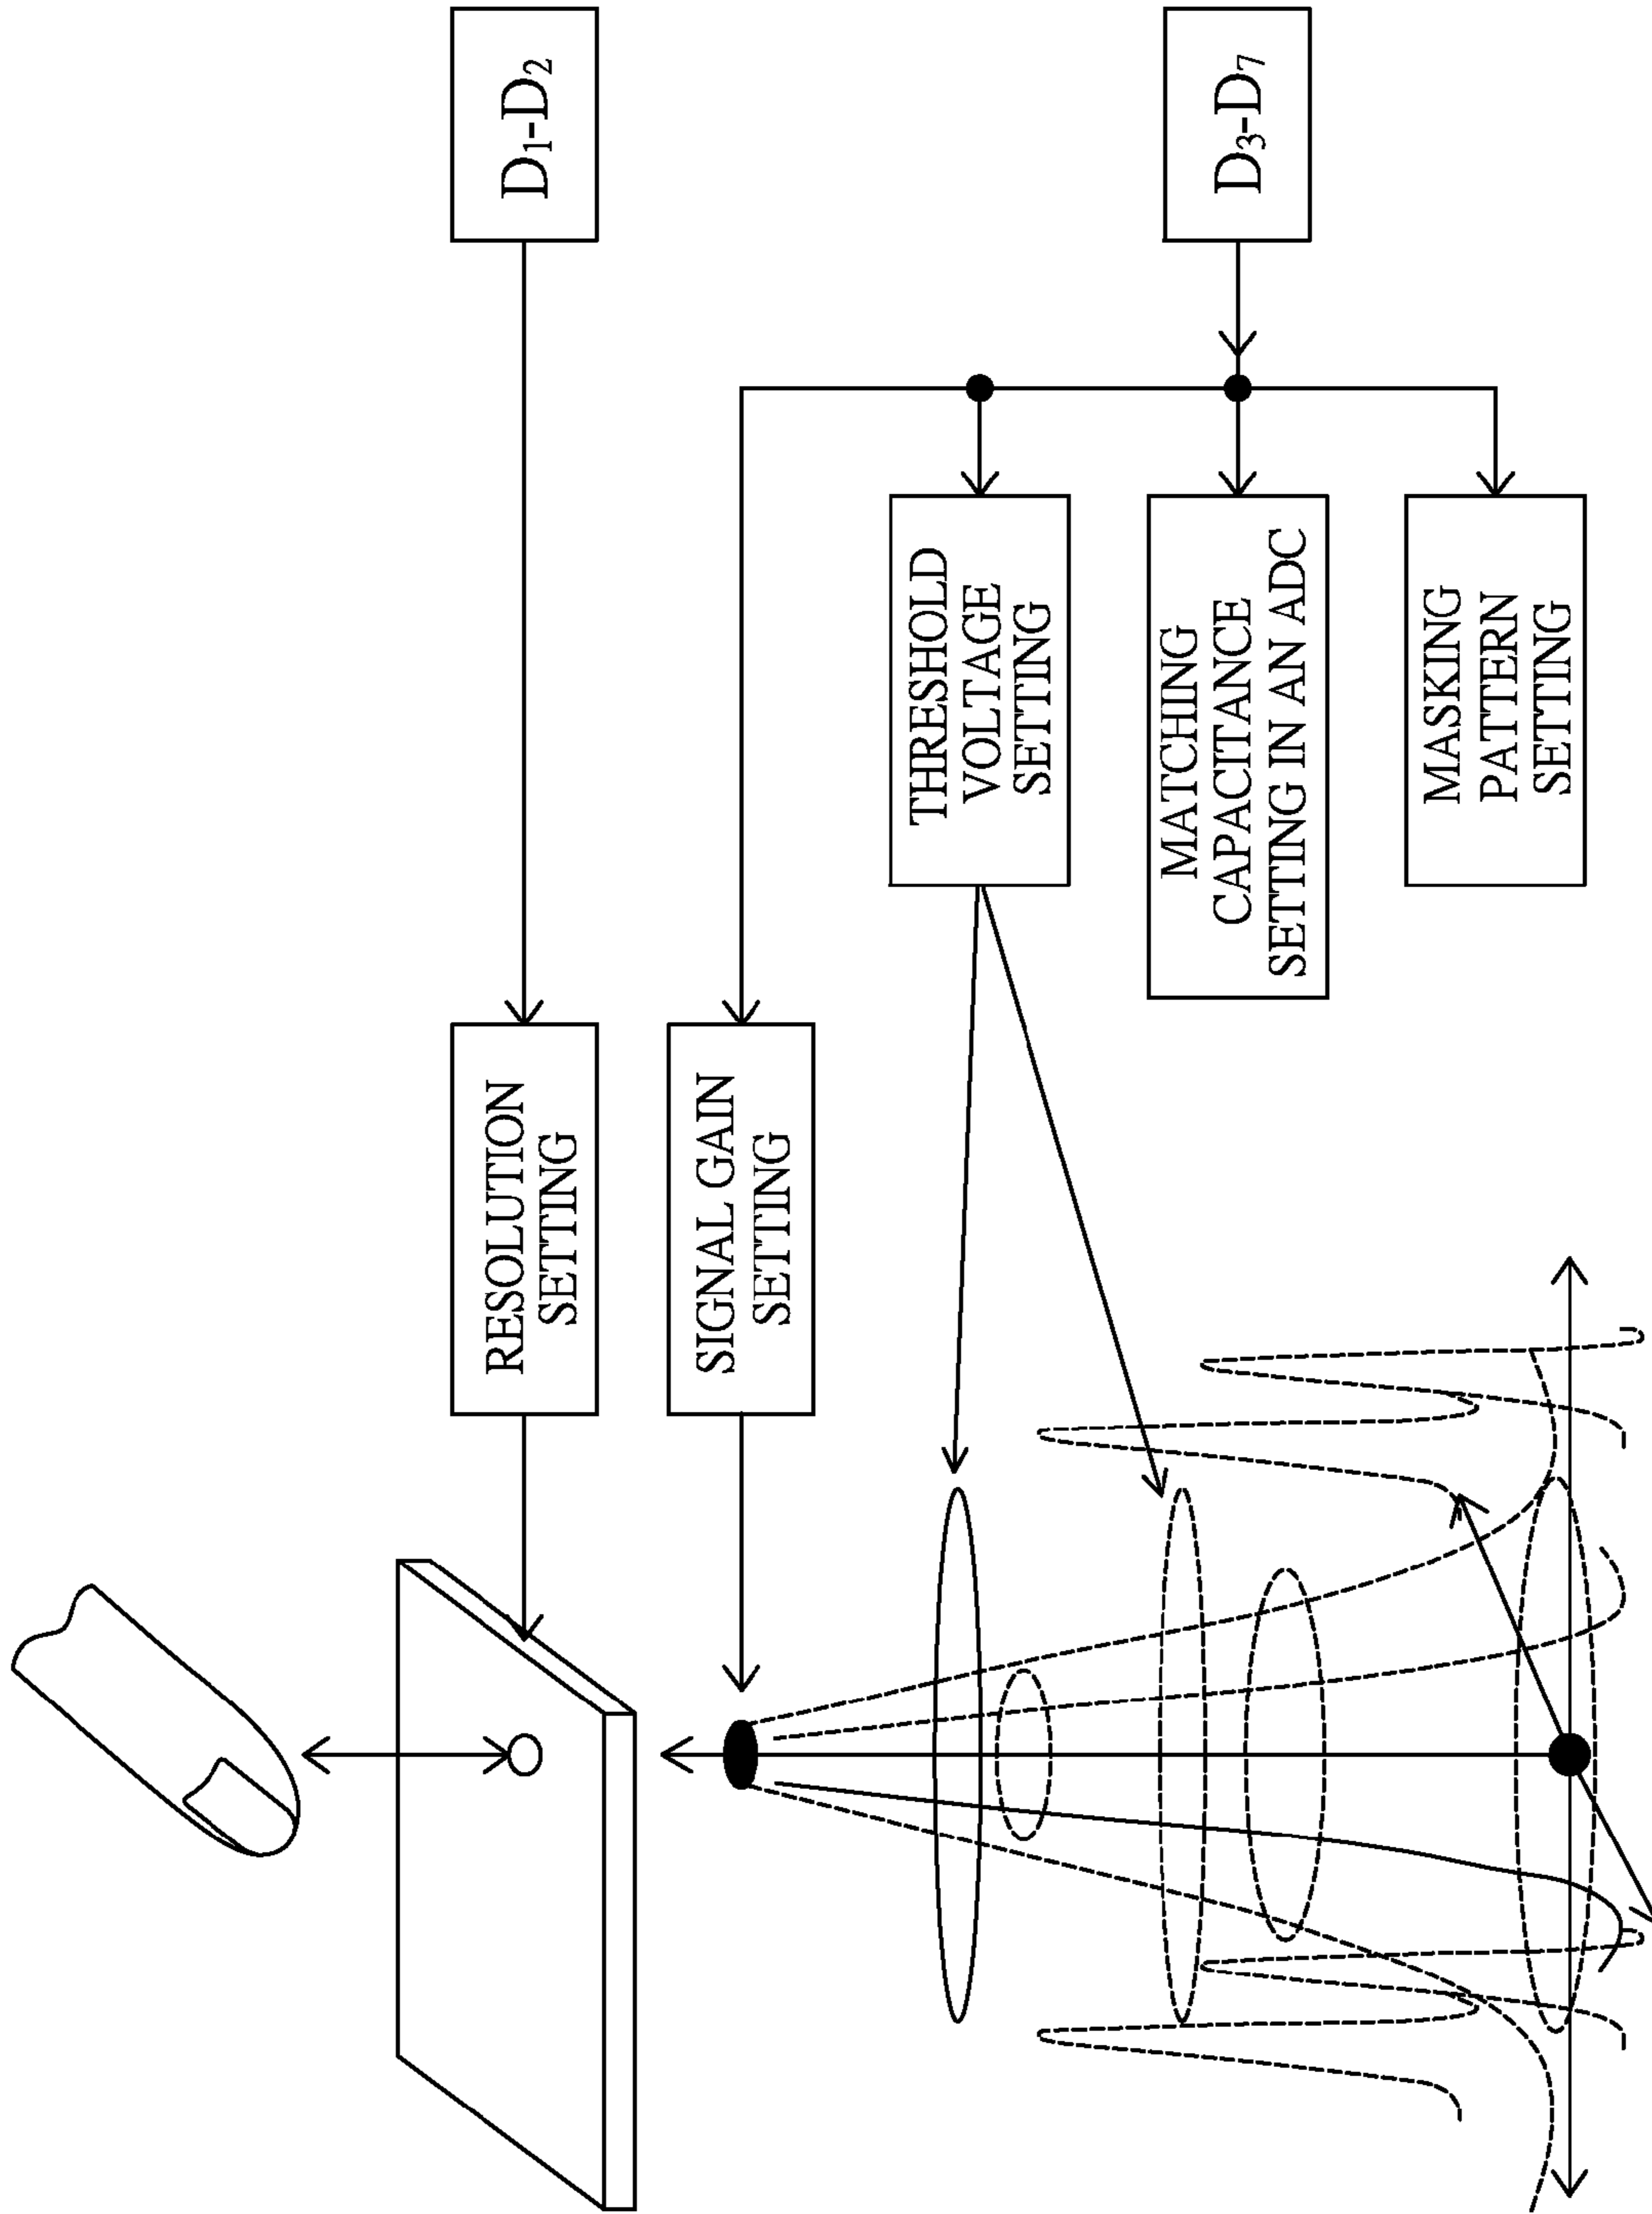 D1-D2
RESOLUTION
SETTING
SIGNAL GAIN
SETTING
D3-D7
THRESHOLD
VOLTAGE
SETTING
MATCHING
CAPACITANCE
SETTING IN AN ADC
MASKING
PATTERN
SETTING